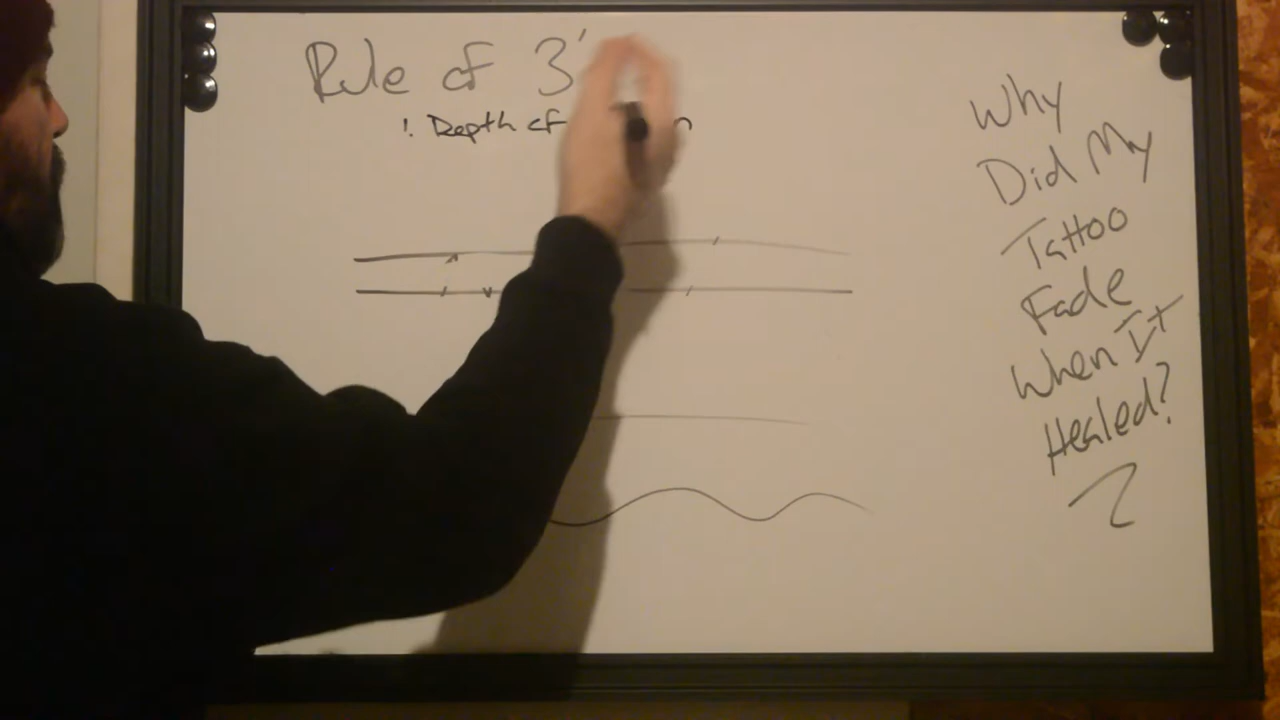 Rule of 3'
1. Depth of
Why
Did My
Tattoo
Fade
When It
Healed?